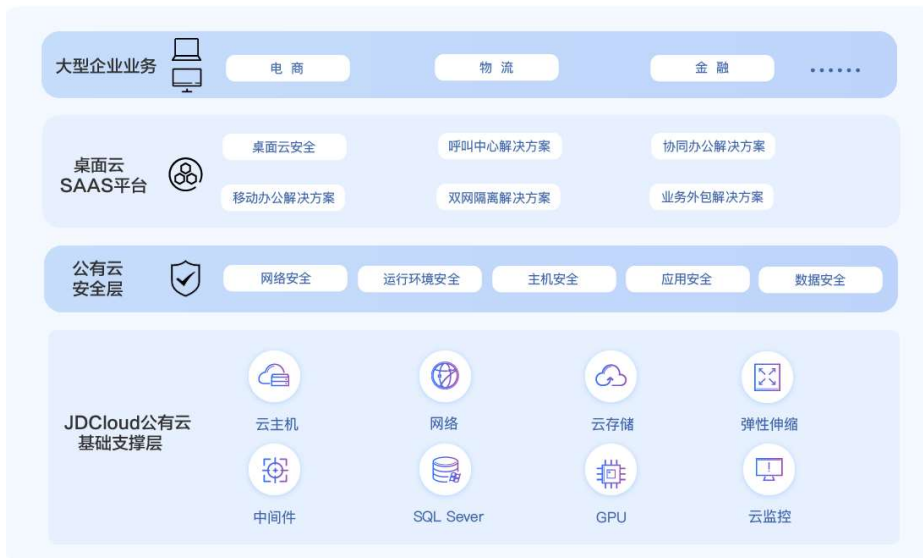 大型企业业务
电 商
物 流
金 融
······
桌面云
SAAS平台
桌面云安全
呼叫中心解决方案
协同办公解决方案
移动办公解决方案
双网隔离解决方案
业务外包解决方案
公有云
安全层
网络安全
运行环境安全
主机安全
应用安全
数据安全
JDCloud公有云
基础支撑层
云主机
网络
云存储
弹性伸缩
中间件
SQL Sever
GPU
云监控